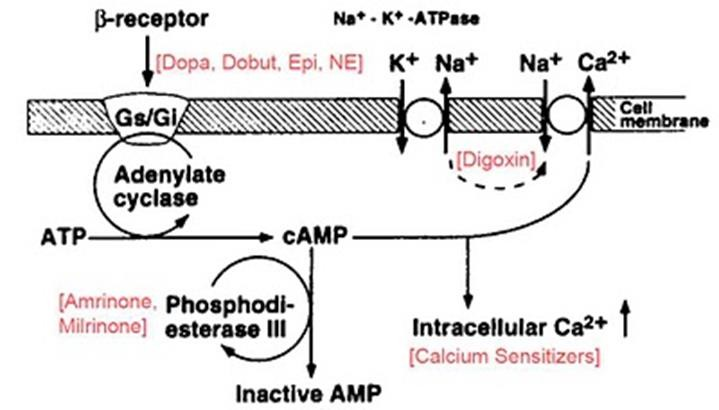 β-receptor
Na⁺ - K⁺ -ATPase
[Dopa, Dobut, Epi, NE]
K⁺ Na⁺
Na⁺ Ca²⁺
Gs/Gi
Cell
membrane
[Digoxin]
Adenylate
cyclase
ATP
cAMP
[Amrinone,
Milrinone]
Phosphodi-
esterase III
Intracellular Ca²⁺
[Calcium Sensitizers]
Inactive AMP